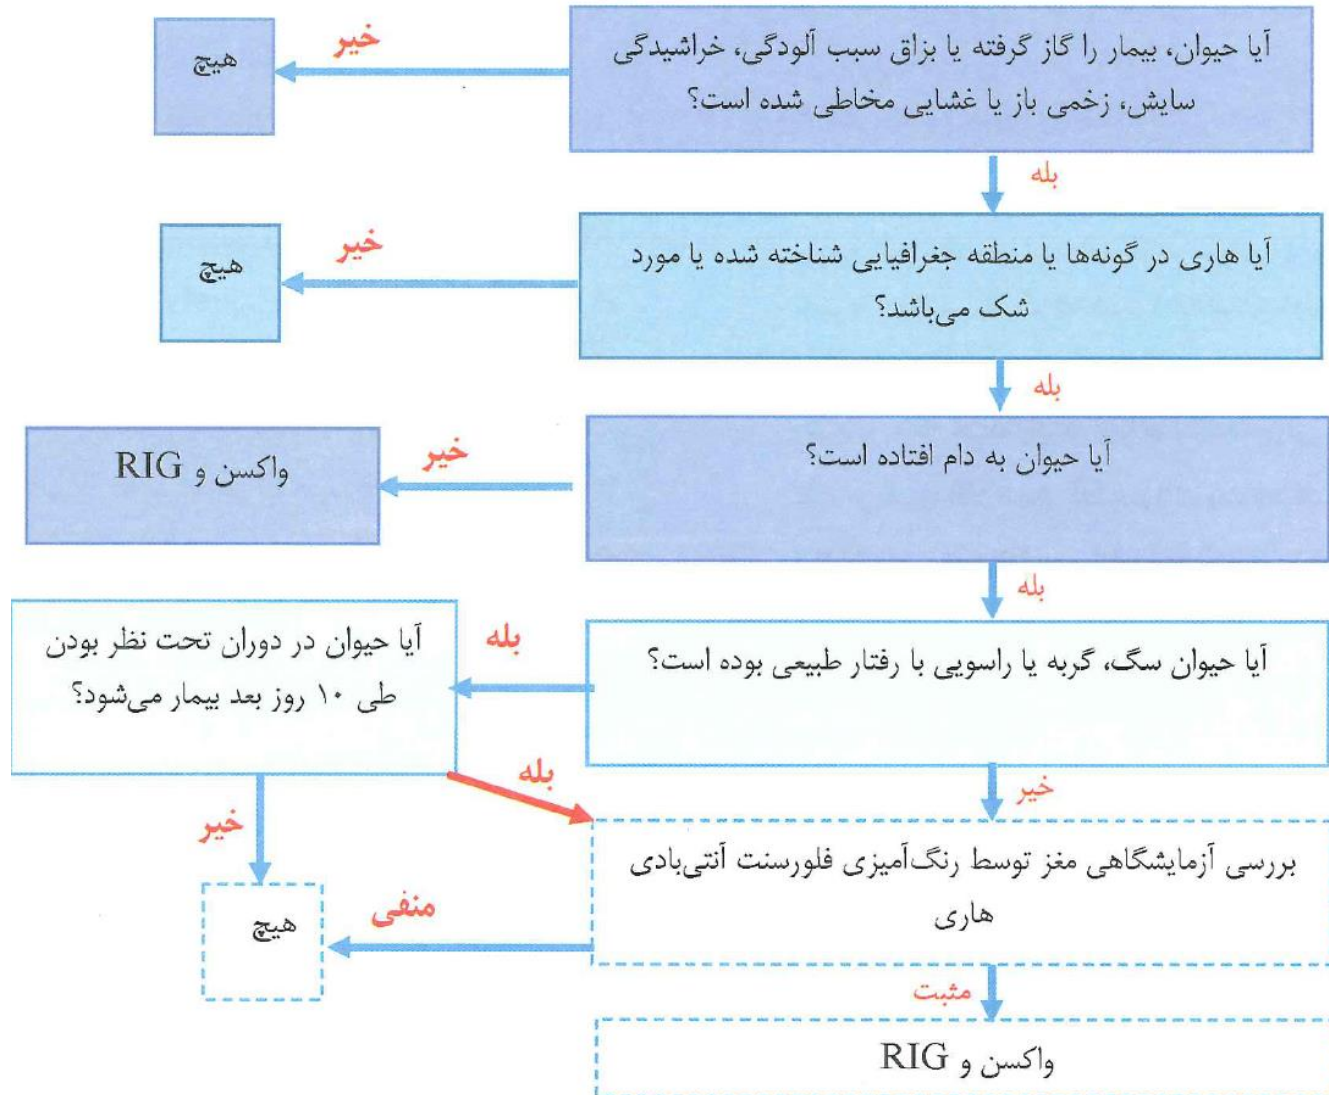 آیا حیوان، بیمار را گاز گرفته یا بزاق سبب آلودگی، خراشیدگی
سایش، زخمی باز یا غشایی مخاطی شده است؟
خیر
هیچ
بله
آیا هاری در گونه‌ها یا منطقه جغرافیایی شناخته شده یا مورد
شک می‌باشد؟
خیر
هیچ
بله
آیا حیوان به دام افتاده است؟
خیر
واکسن و RIG
بله
آیا حیوان سگ، گربه یا راسویی با رفتار طبیعی بوده است؟
بله
آیا حیوان در دوران تحت نظر بودن
طی ۱۰ روز بعد بیمار می‌شود؟
بله
خیر
خیر
بررسی آزمایشگاهی مغز توسط رنگ‌آمیزی فلورسنت آنتی‌بادی
هاری
منفی
هیچ
مثبت
واکسن و RIG